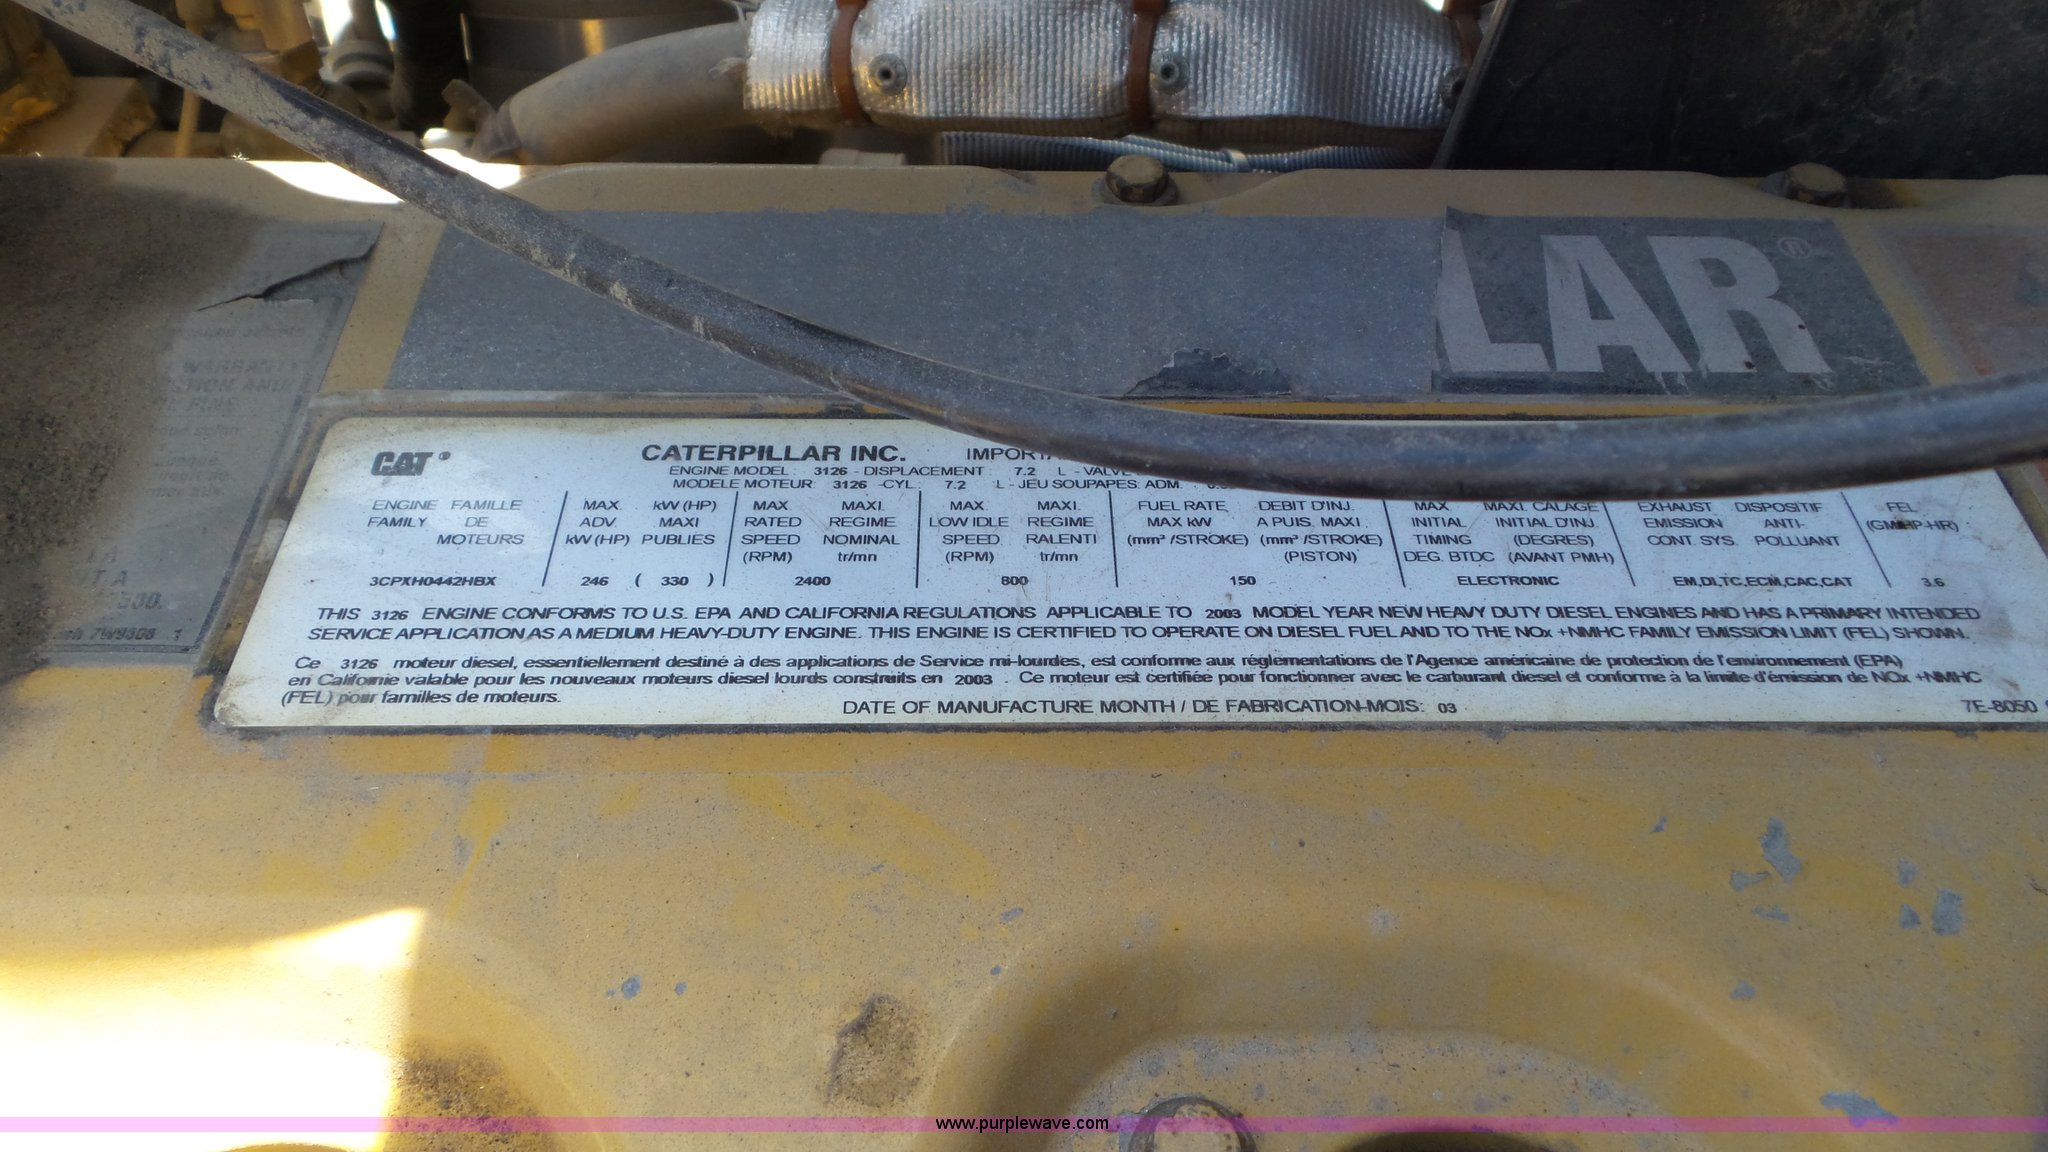 LAR®
WARRANTY
CAT®
CATERPILLAR INC.
ENGINE MODEL: 3126 - DISPLACEMENT: 7.2 L - VALVE
MODELE MOTEUR: 3126 -CYL.: 7.2 L - JEU SOUPAPES: ADM.
ENGINE FAMILLE MAX. kW (HP) MAX. MAXI. MAX. MAXI. FUEL RATE DEBIT D'INJ. MAX. MAXI. CALAGE EXHAUST DISPOSITIF FEL
FAMILY DE ADV. MAXI RATED REGIME LOW IDLE REGIME MAX kW A PUIS. MAXI. INITIAL INITIAL D'INJ. EMISSION ANTI- (GM/HP-HR)
MOTEURS kW (HP) PUBLIES SPEED NOMINAL SPEED RALENTI (mm³ /STROKE) (mm³ /STROKE) TIMING (DEGRES) CONT. SYS. POLLUANT
(RPM) tr/mn (RPM) tr/mn (PISTON) DEG. BTDC (AVANT PMH)
3CPXH0442HBX 246 ( 330 ) 2400 800 150 ELECTRONIC EM,DI,TC,ECM,CAC,CAT 3.6
THIS 3126 ENGINE CONFORMS TO U.S. EPA AND CALIFORNIA REGULATIONS APPLICABLE TO 2003 MODEL YEAR NEW HEAVY DUTY DIESEL ENGINES AND HAS A PRIMARY INTENDED
SERVICE APPLICATION AS A MEDIUM HEAVY-DUTY ENGINE. THIS ENGINE IS CERTIFIED TO OPERATE ON DIESEL FUEL AND TO THE NOx +NMHC FAMILY EMISSION LIMIT (FEL) SHOWN.
Ce 3126 moteur diesel, essentiellement destiné à des applications de Service mi-lourdes, est conforme aux réglementations de l'Agence américaine de protection de l'environnement (EPA)
en Californie valable pour les nouveaux moteurs diesel lourds construits en 2003 . Ce moteur est certifiée pour fonctionner avec le carburant diesel et conforme à la limite d'émission de NOx +NMHC
(FEL) pour familles de moteurs.
DATE OF MANUFACTURE MONTH / DE FABRICATION-MOIS: 03
7E-8050
www.purplewave.com